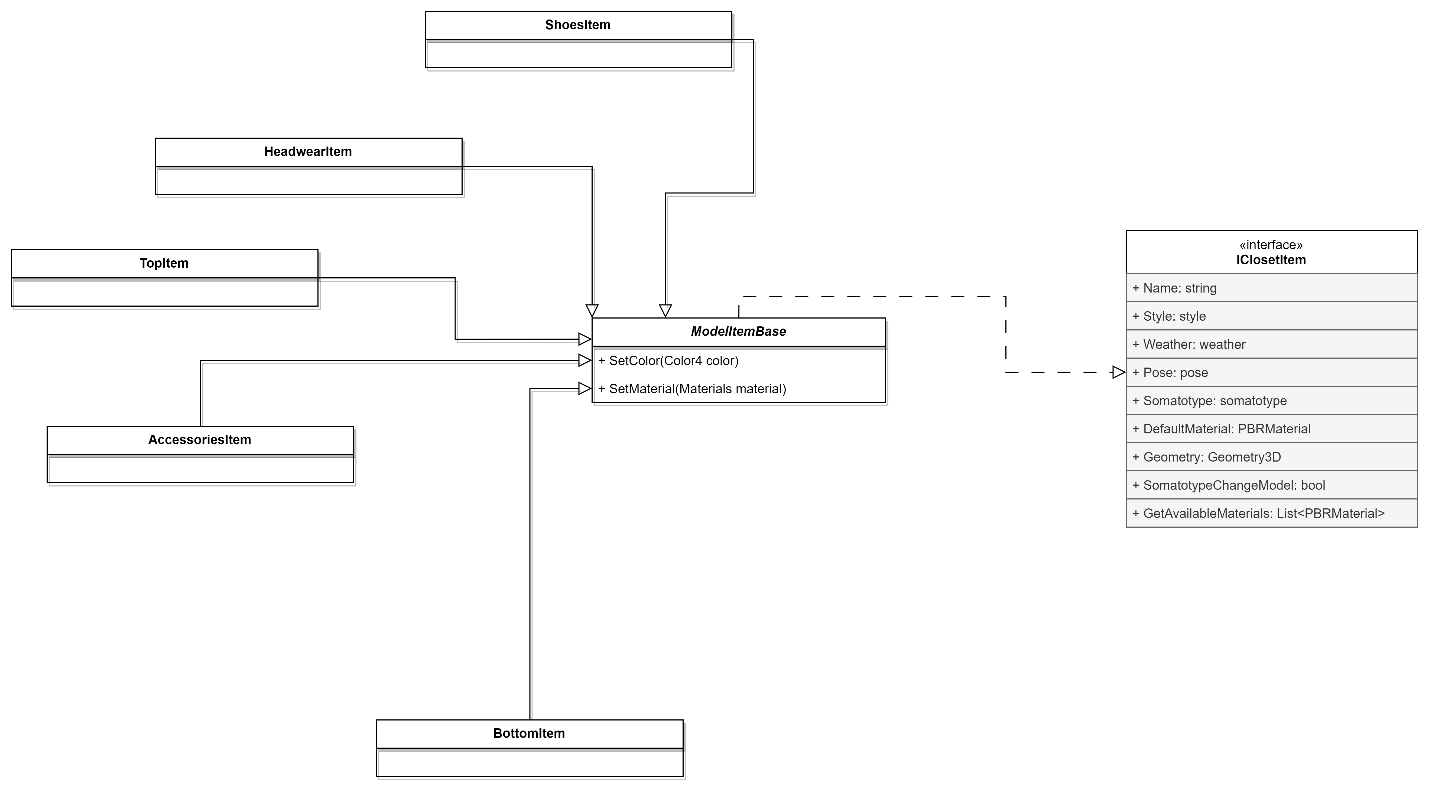 ShoesItem
HeadwearItem
TopItem
«interface»
IClosetItem
+ Name: string
+ Style: style
+ Weather: weather
+ Pose: pose
+ Somatotype: somatotype
+ DefaultMaterial: PBRMaterial
+ Geometry: Geometry3D
+ SomatotypeChangeModel: bool
+ GetAvailableMaterials: List<PBRMaterial>
ModelItemBase
+ SetColor(Color4 color)
+ SetMaterial(Materials material)
AccessoriesItem
BottomItem